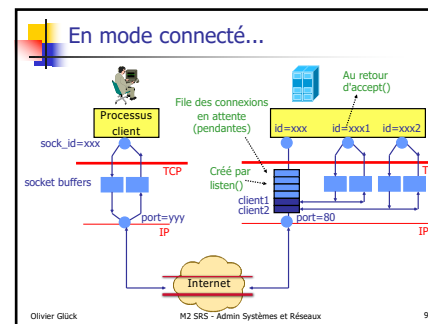 En mode connecté...
Processus
client
sock_id=xxx
TCP
socket buffers
port=yyy
IP
File des connexions
en attente
(pendantes)
Au retour
d'accept()
id=xxx
id=xxx1
id=xxx2
Créé par
listen()
client1
client2
port=80
IP
Internet
Olivier Glück
M2 SRS - Admin Systèmes et Réseaux
9